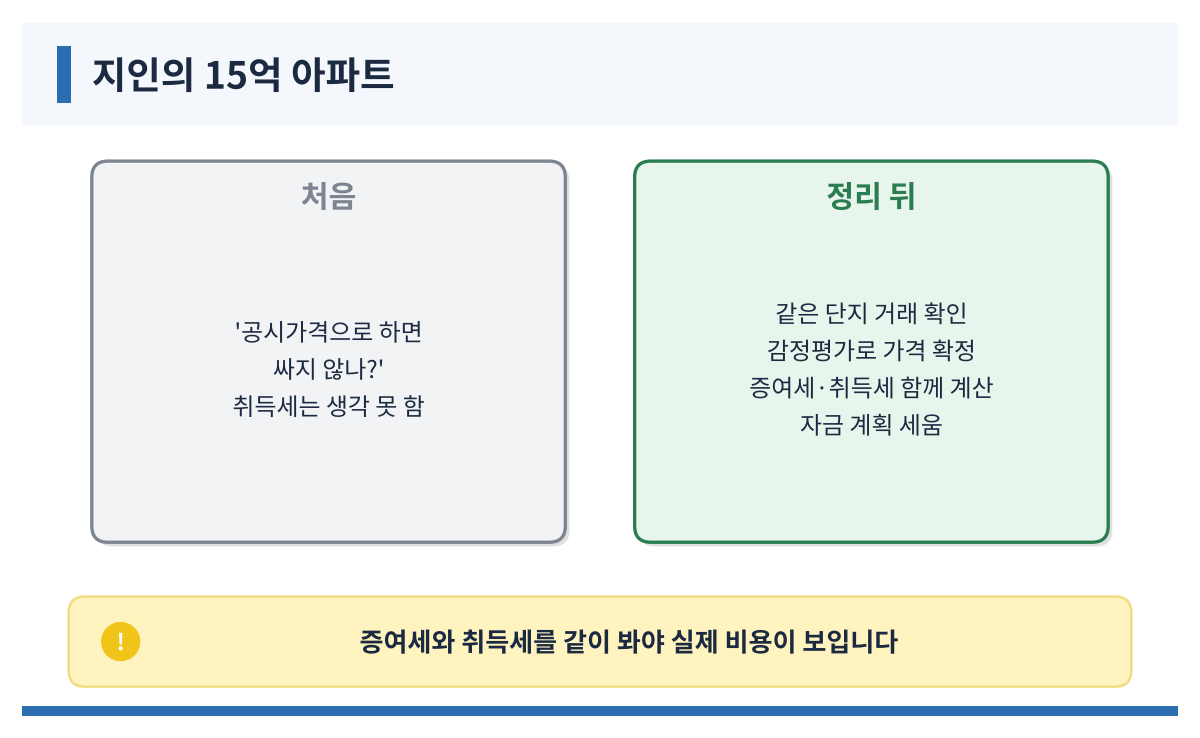 지인의 15억 아파트
처음
'공시가격으로 하면
싸지 않나?'
취득세는 생각 못 함
정리 뒤
같은 단지 거래 확인
감정평가로 가격 확정
증여세·취득세 함께 계산
자금 계획 세움
!
증여세와 취득세를 같이 봐야 실제 비용이 보입니다